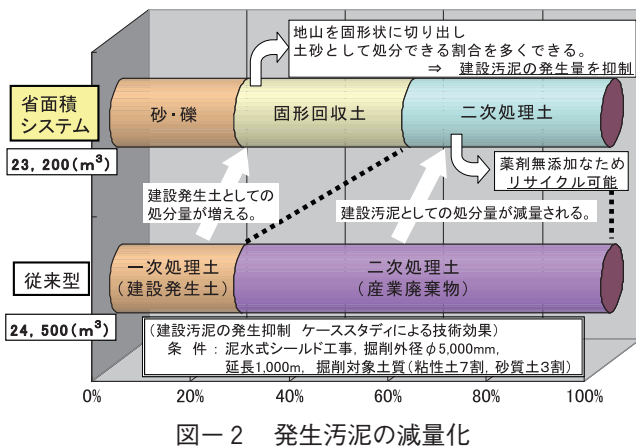 地山を固形状に切り出し
土砂として処分できる割合を多くできる。
⇒ 建設汚泥の発生量を抑制
省面積
システム
砂・礫
固形回収土
二次処理土
23,200(m³)
薬剤無添加なため
リサイクル可能
建設発生土としての
処分量が増える。
建設汚泥としての処分量が減量される。
従来型
一次処理土
(建設発生土)
二次処理土
(産業廃棄物)
24,500(m³)
(建設汚泥の発生抑制 ケーススタディによる技術効果)
条 件 : 泥水式シールド工事, 掘削外径φ5,000mm,
延長1,000m, 掘削対象土質(粘性土7割, 砂質土3割)
0% 20% 40% 60% 80% 100%
図-2 発生汚泥の減量化